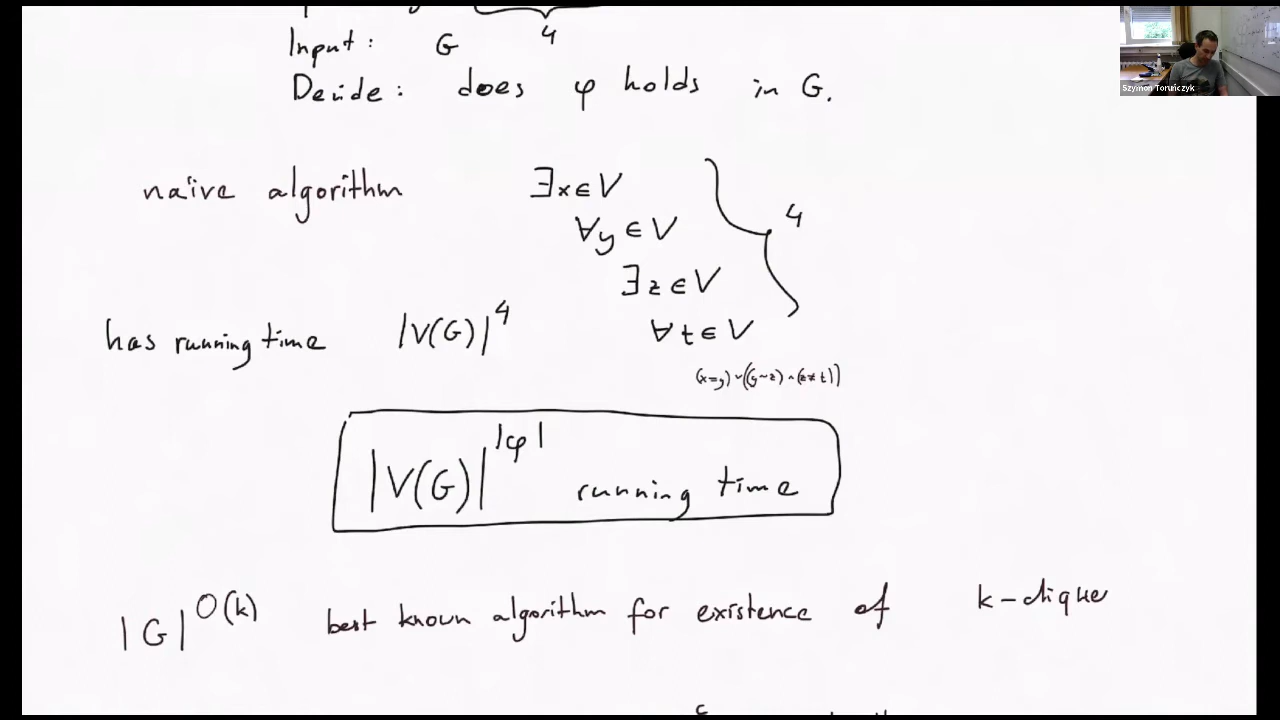 4
Input: G
Decide: does φ holds in G.
Szymon Toruńczyk
naïve algorithm ∃x∈V
∀y∈V
4
∃z∈V
has running time |V(G)|^4 ∀t∈V
(x=y)∨((y~z)∧(z≠t))
|V(G)|^|φ| running time
|G|^O(k) best known algorithm for existence of k-clique